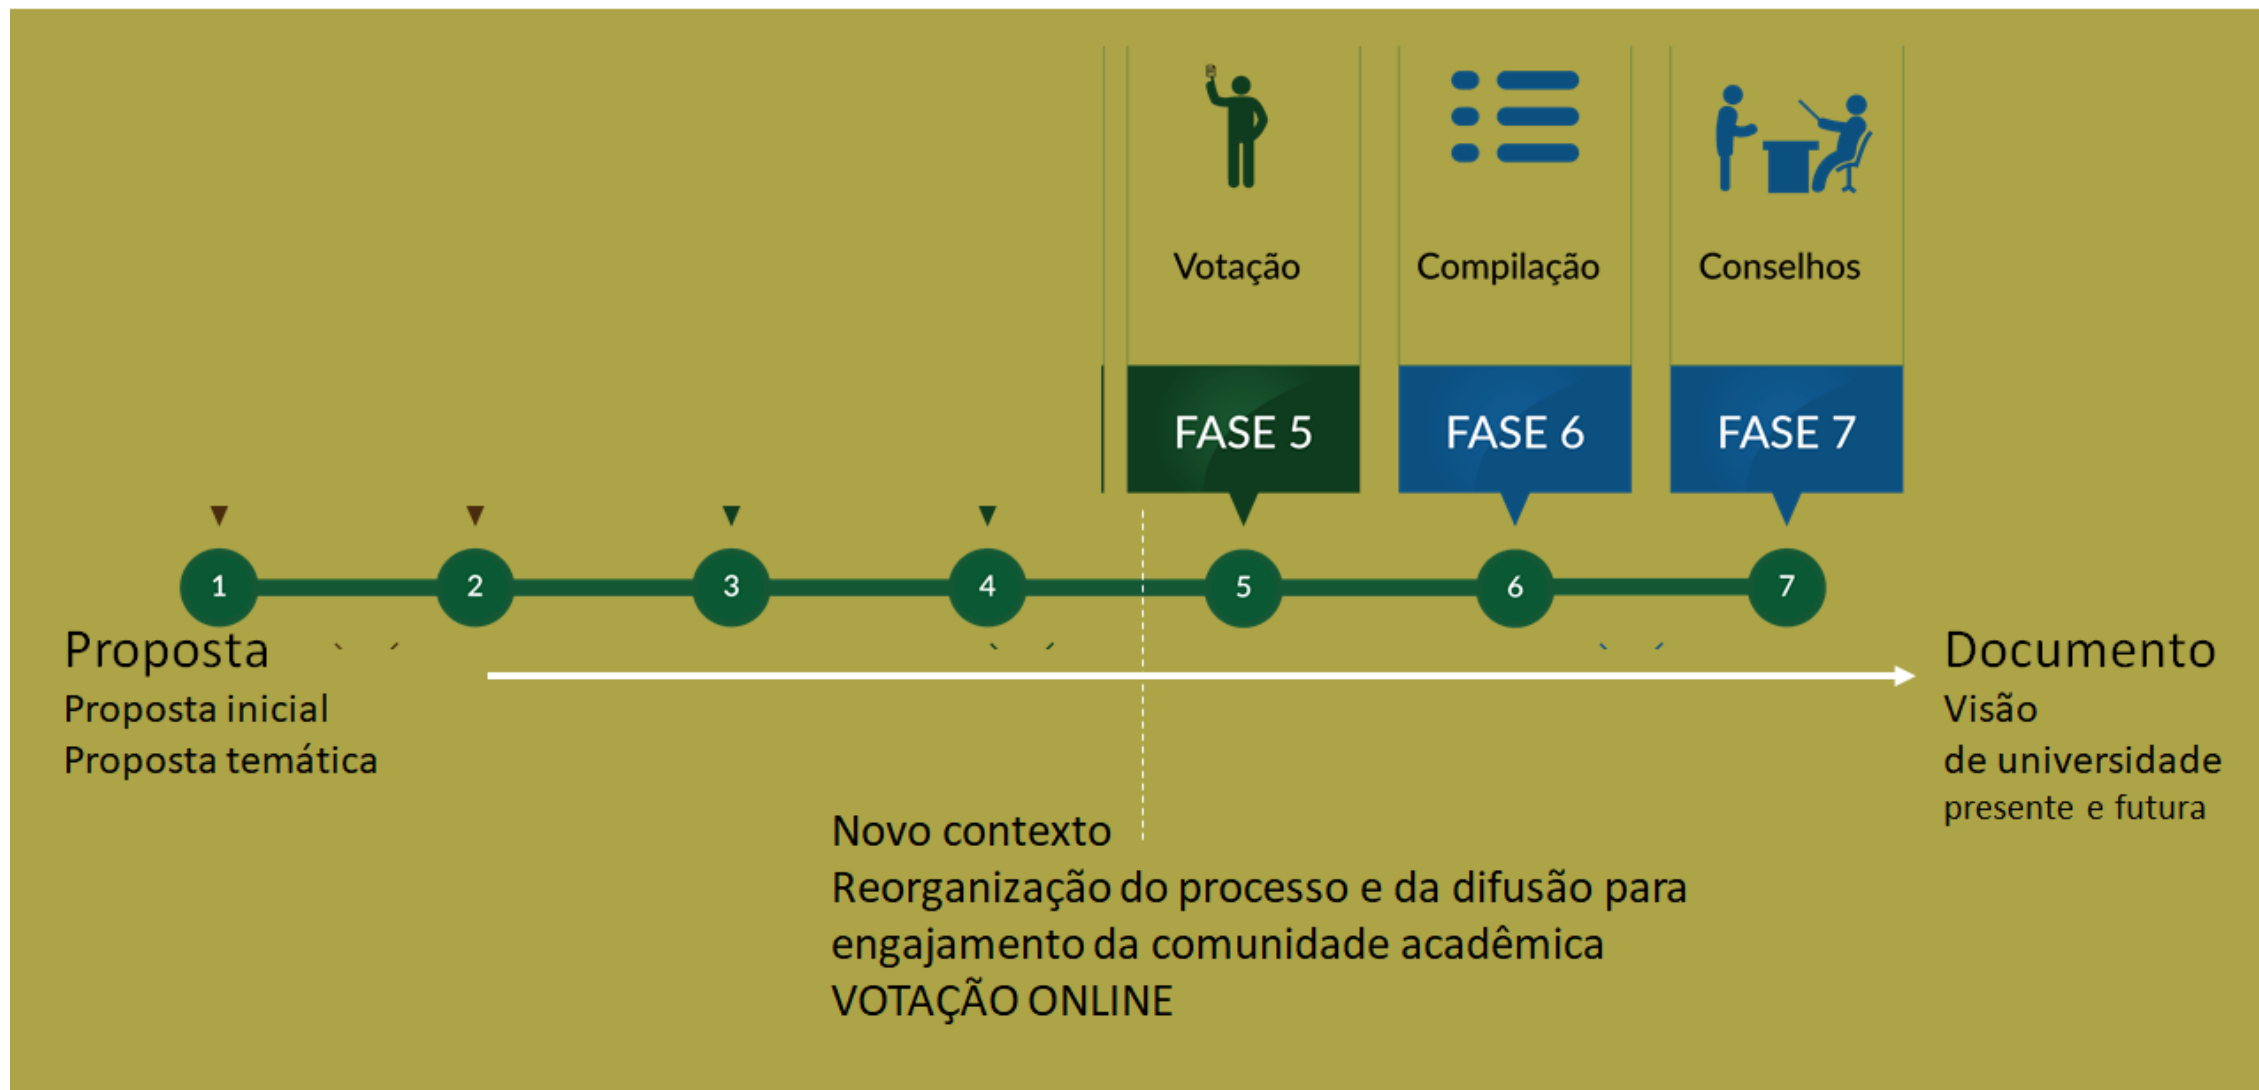 Votação
Compilação
Conselhos
FASE 5
FASE 6
FASE 7
1
2
3
4
5
6
7
Proposta
Proposta inicial
Proposta temática
Documento
Visão
de universidade
presente e futura
Novo contexto
Reorganização do processo e da difusão para
engajamento da comunidade acadêmica
VOTAÇÃO ONLINE